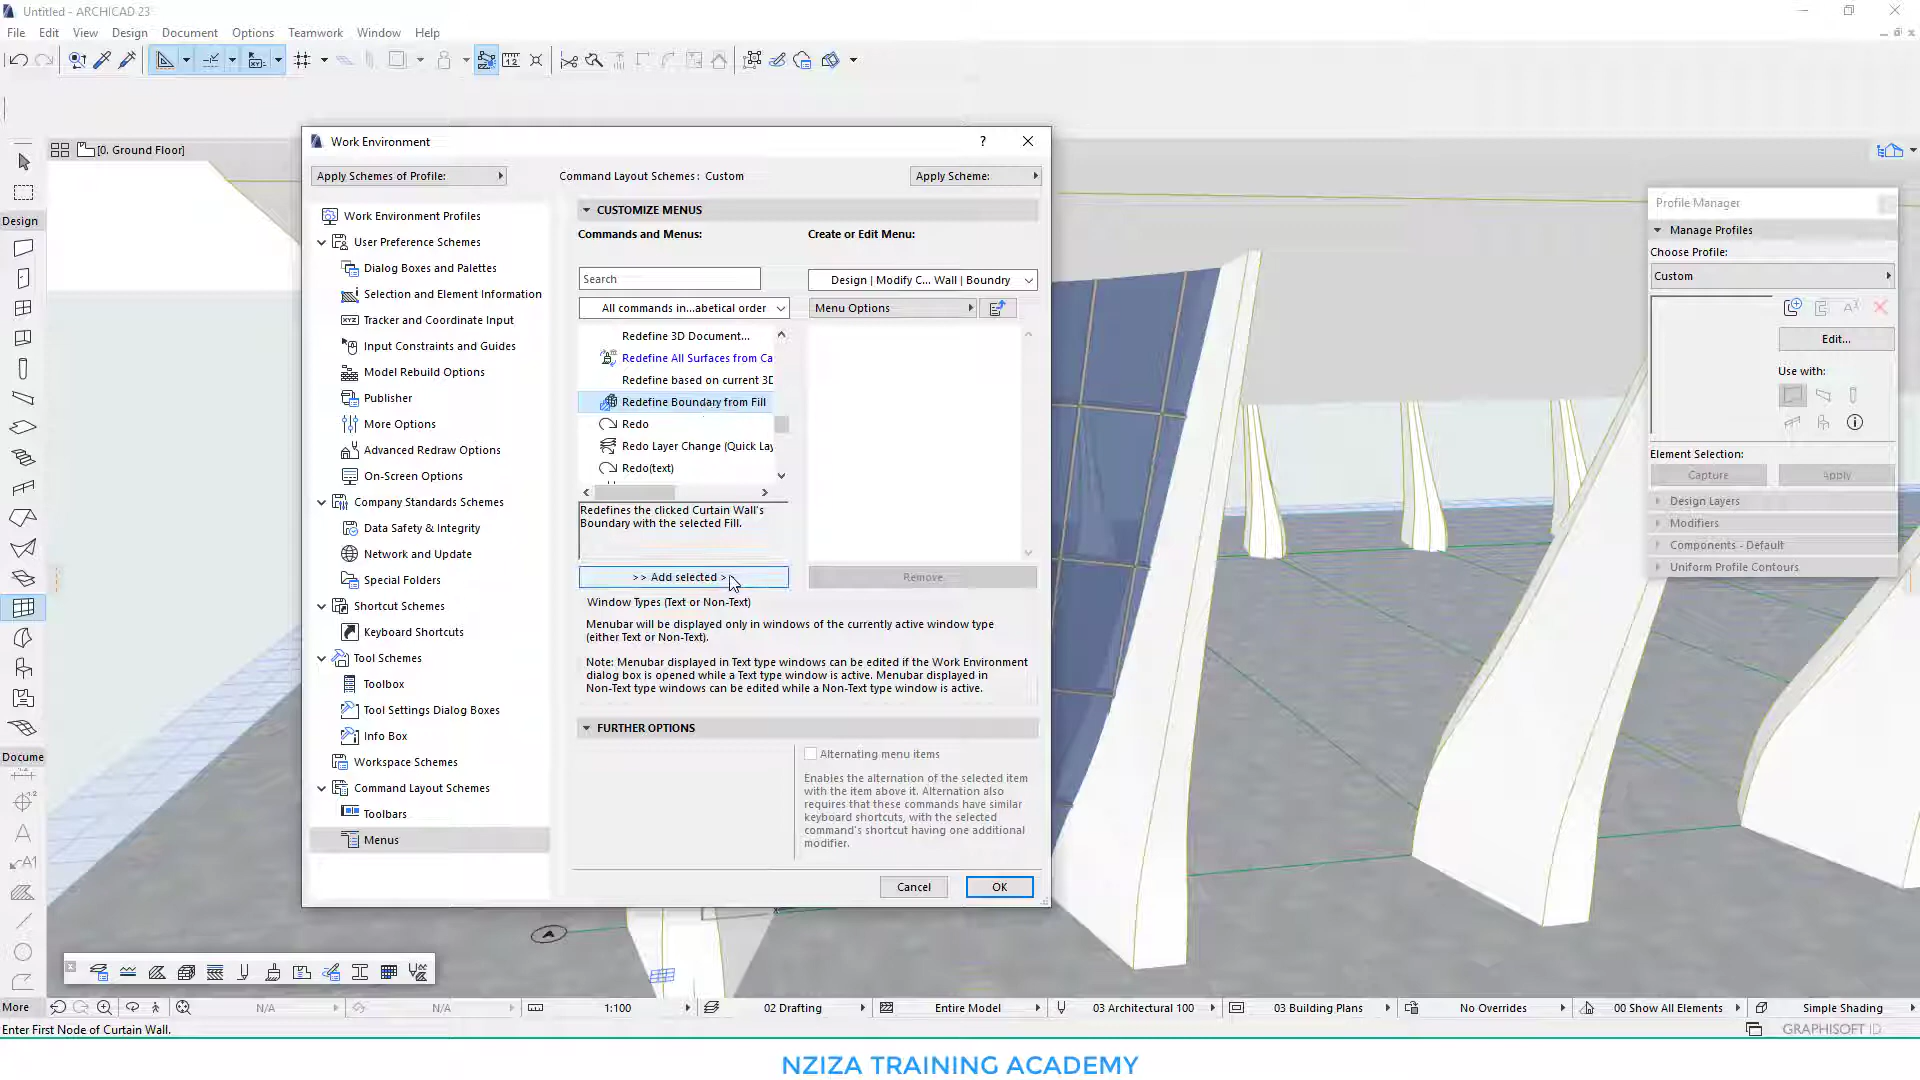 Untitled - ARCHICAD 23
File Edit View Design Document Options Teamwork Window Help
[0. Ground Floor]
Design
Docume
More
Work Environment
?
Apply Schemes of Profile:
Command Layout Schemes: Custom
Apply Scheme:
Work Environment Profiles
User Preference Schemes
Dialog Boxes and Palettes
Selection and Element Information
Tracker and Coordinate Input
Input Constraints and Guides
Model Rebuild Options
Publisher
More Options
Advanced Redraw Options
On-Screen Options
Company Standards Schemes
Data Safety & Integrity
Network and Update
Special Folders
Shortcut Schemes
Keyboard Shortcuts
Tool Schemes
Toolbox
Tool Settings Dialog Boxes
Info Box
Workspace Schemes
Command Layout Schemes
Toolbars
Menus
CUSTOMIZE MENUS
Commands and Menus:
Search
All commands in...abetical order
Redefine 3D Document...
Redefine All Surfaces from Ca
Redefine based on current 3D
Redefine Boundary from Fill
Redo
Redo Layer Change (Quick Lay
Redo(text)
Redefines the clicked Curtain Wall's
Boundary with the selected Fill.
>> Add selected >
Create or Edit Menu:
Design | Modify C... Wall | Boundry
Menu Options
Remove
Window Types (Text or Non-Text)
Menubar will be displayed only in windows of the currently active window type
(either Text or Non-Text).
Note: Menubar displayed in Text type windows can be edited if the Work Environment
dialog box is opened while a Text type window is active. Menubar displayed in
Non-Text type windows can be edited while a Non-Text type window is active.
FURTHER OPTIONS
Alternating menu items
Enables the alternation of the selected item
with the item above it. Alternation also
requires that these commands have similar
keyboard shortcuts, with the selected
command's shortcut having one additional
modifier.
Cancel
OK
Profile Manager
Manage Profiles
Choose Profile:
Custom
Edit...
Use with:
Element Selection:
Capture
Apply
Design Layers
Modifiers
Components - Default
Uniform Profile Contours
N/A
N/A
1:100
02 Drafting
Entire Model
03 Architectural 100
03 Building Plans
No Overrides
00 Show All Elements
Simple Shading
Enter First Node of Curtain Wall.
GRAPHISOFT ID
NZIZA TRAINING ACADEMY